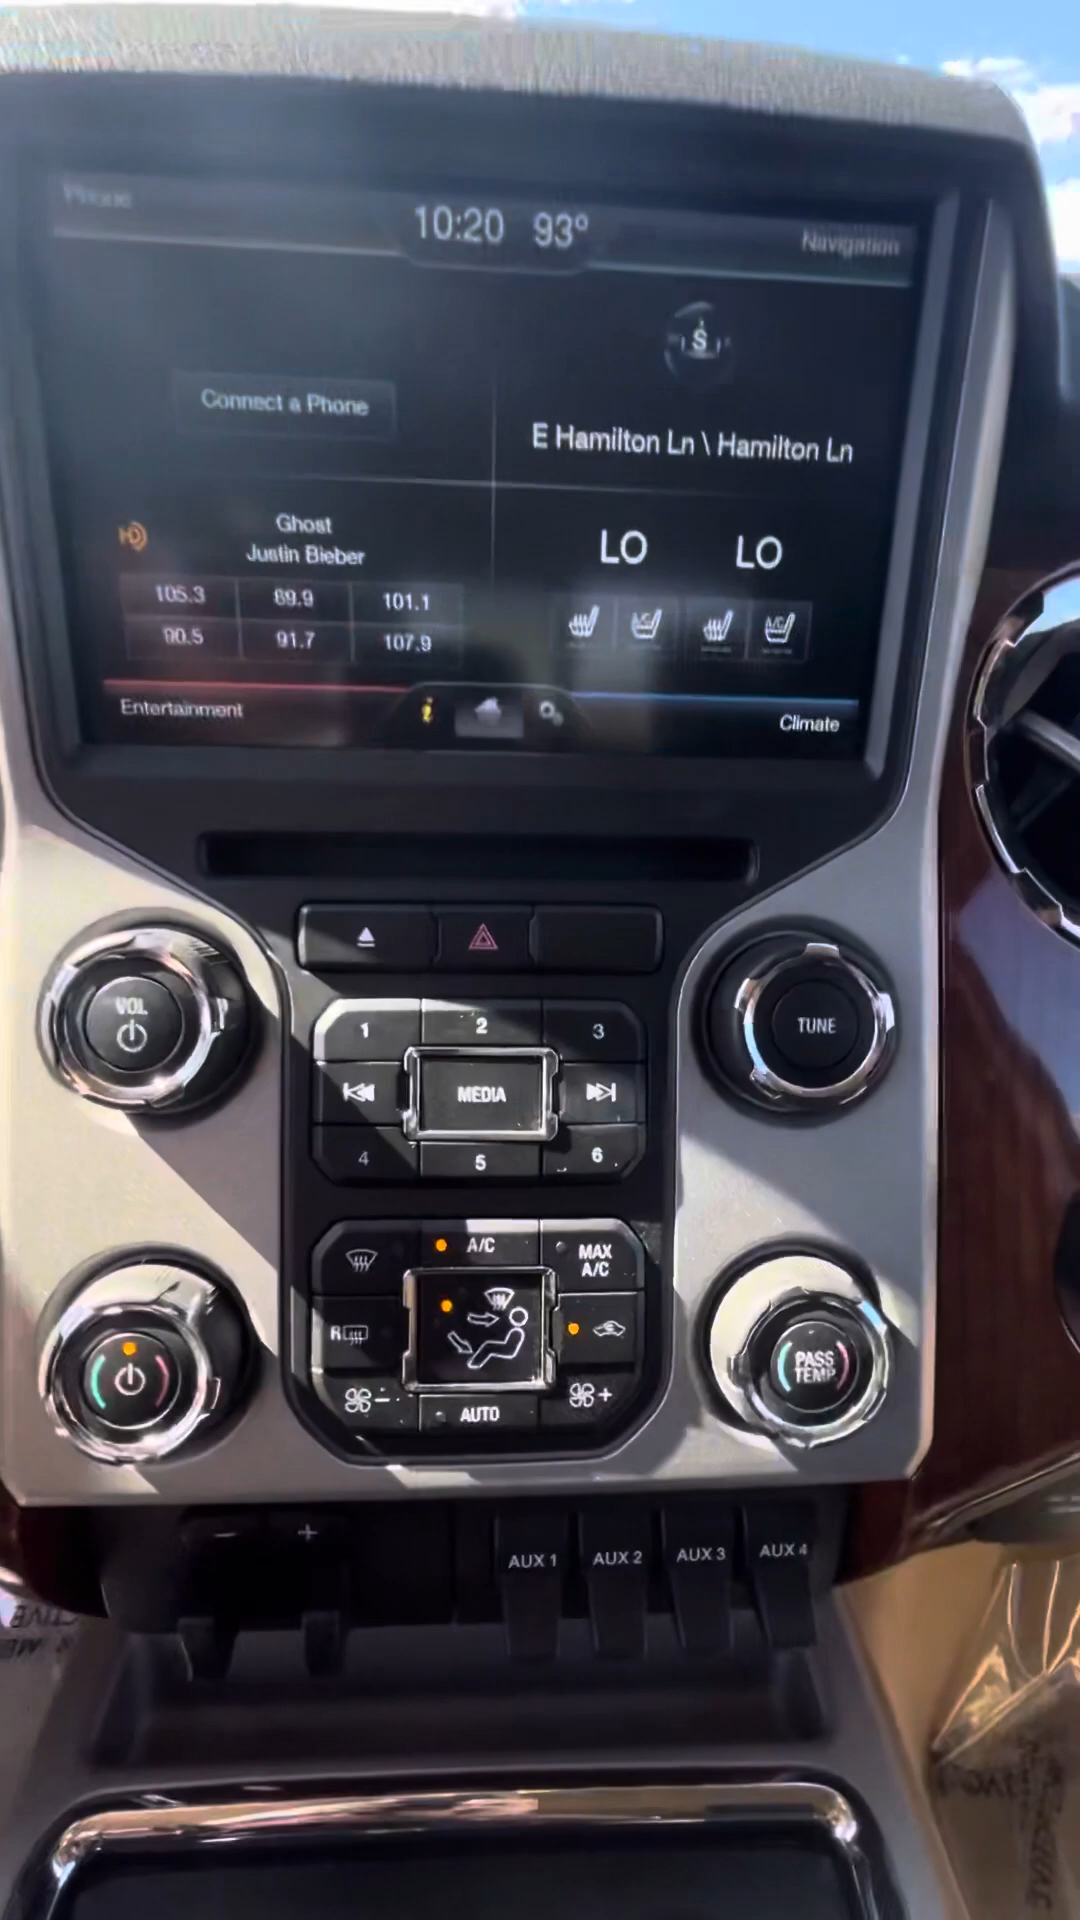 Phone
10:20 93°
Navigation
S
Connect a Phone
E Hamilton Ln \ Hamilton Ln
HD
Ghost
Justin Bieber
LO LO
105.3 89.9 101.1
90.5 91.7 107.9
A/C A/C
Entertainment
i
Climate
VOL
1 2 3
MEDIA
TUNE
4 5 6
A/C
MAX
A/C
R
PASS
TEMP
- +
AUTO
AUX 1 AUX 2 AUX 3 AUX 4